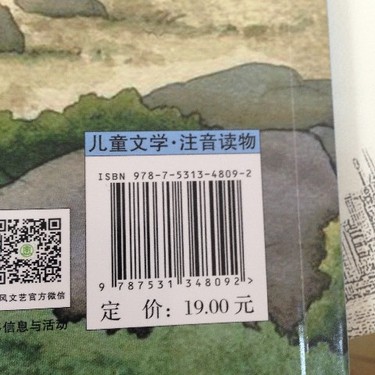 儿童文学·注音读物
ISBN 978-7-5313-4809-2
9 787531 348092 >
定 价：19.00 元
风文艺官方微信
信息与活动